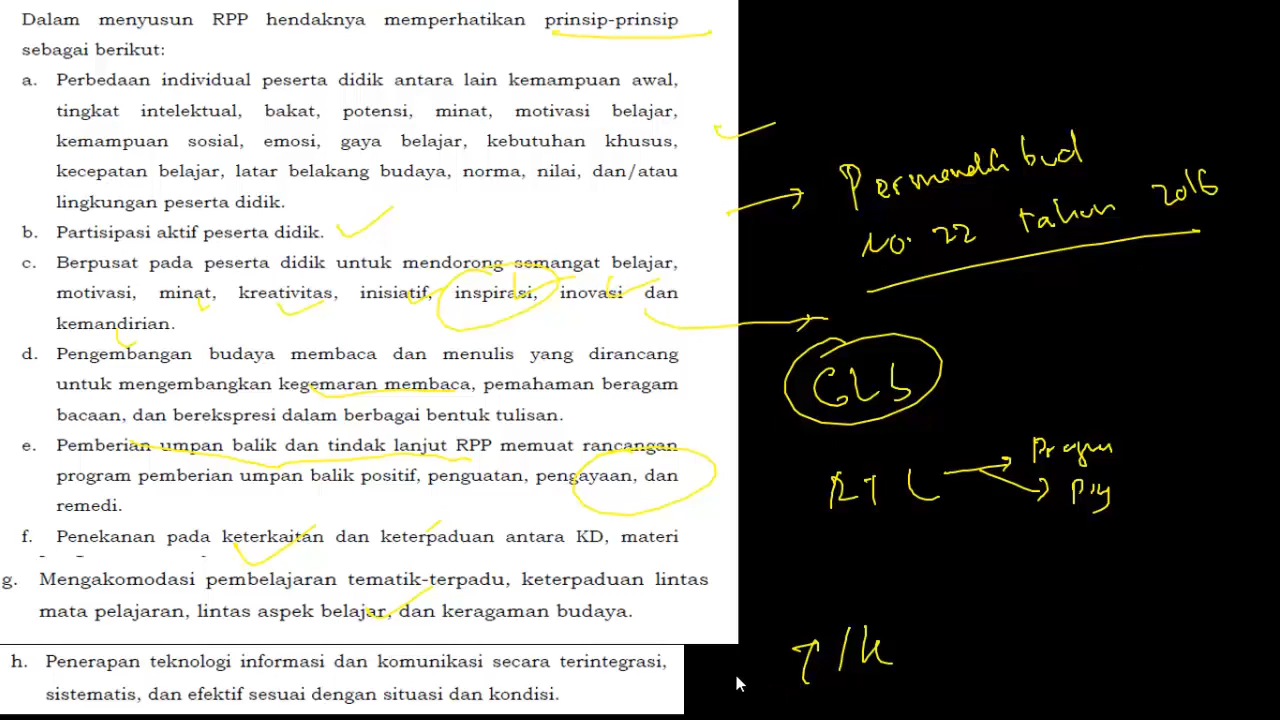 Dalam menyusun RPP hendaknya memperhatikan prinsip-prinsip
sebagai berikut:
a. Perbedaan individual peserta didik antara lain kemampuan awal,
tingkat intelektual, bakat, potensi, minat, motivasi belajar,
kemampuan sosial, emosi, gaya belajar, kebutuhan khusus,
kecepatan belajar, latar belakang budaya, norma, nilai, dan/atau
lingkungan peserta didik.
b. Partisipasi aktif peserta didik.
c. Berpusat pada peserta didik untuk mendorong semangat belajar,
motivasi, minat, kreativitas, inisiatif, inspirasi, inovasi dan
kemandirian.
d. Pengembangan budaya membaca dan menulis yang dirancang
untuk mengembangkan kegemaran membaca, pemahaman beragam
bacaan, dan berekspresi dalam berbagai bentuk tulisan.
e. Pemberian umpan balik dan tindak lanjut RPP memuat rancangan
program pemberian umpan balik positif, penguatan, pengayaan, dan
remedi.
f. Penekanan pada keterkaitan dan keterpaduan antara KD, materi
g. Mengakomodasi pembelajaran tematik-terpadu, keterpaduan lintas
mata pelajaran, lintas aspek belajar, dan keragaman budaya.
h. Penerapan teknologi informasi dan komunikasi secara terintegrasi,
sistematis, dan efektif sesuai dengan situasi dan kondisi.
Permendikbud
No. 22 tahun 2016
RTL